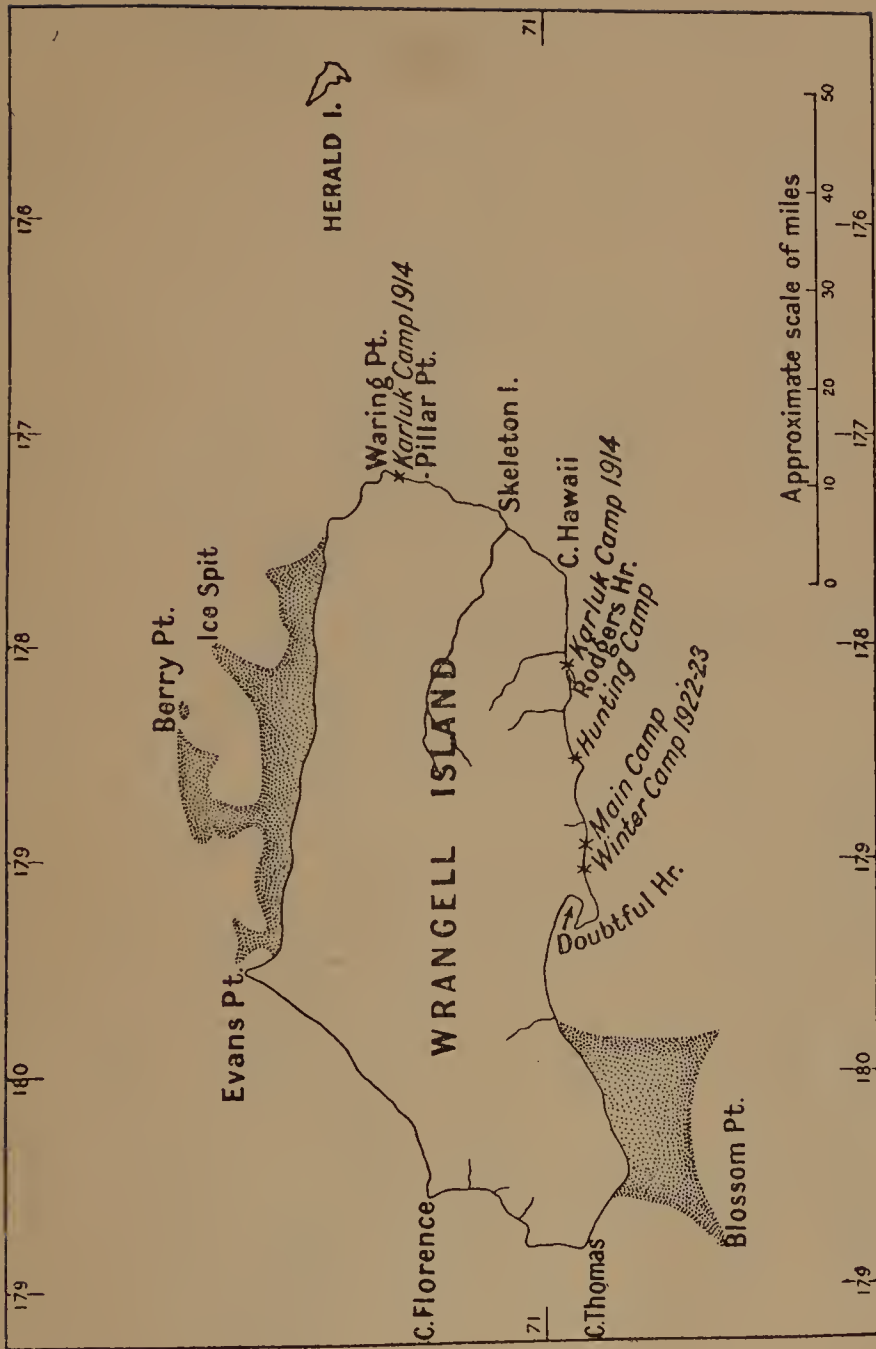 179
180
179
178
177
176
Berry Pt.
Ice Spit
Evans Pt.
HERALD I.
Waring Pt.
Karluk Camp 1914
Pillar Pt.
C. Florence
WRANGELL ISLAND
Skeleton I.
71
71
C. Hawaii
Karluk Camp 1914
Rodgers Hr.
Hunting Camp
Main Camp
Winter Camp 1922-23
Doubtful Hr.
C. Thomas
Blossom Pt.
Approximate scale of miles
0 10 20 30 40 50
179
180
179
178
177
176